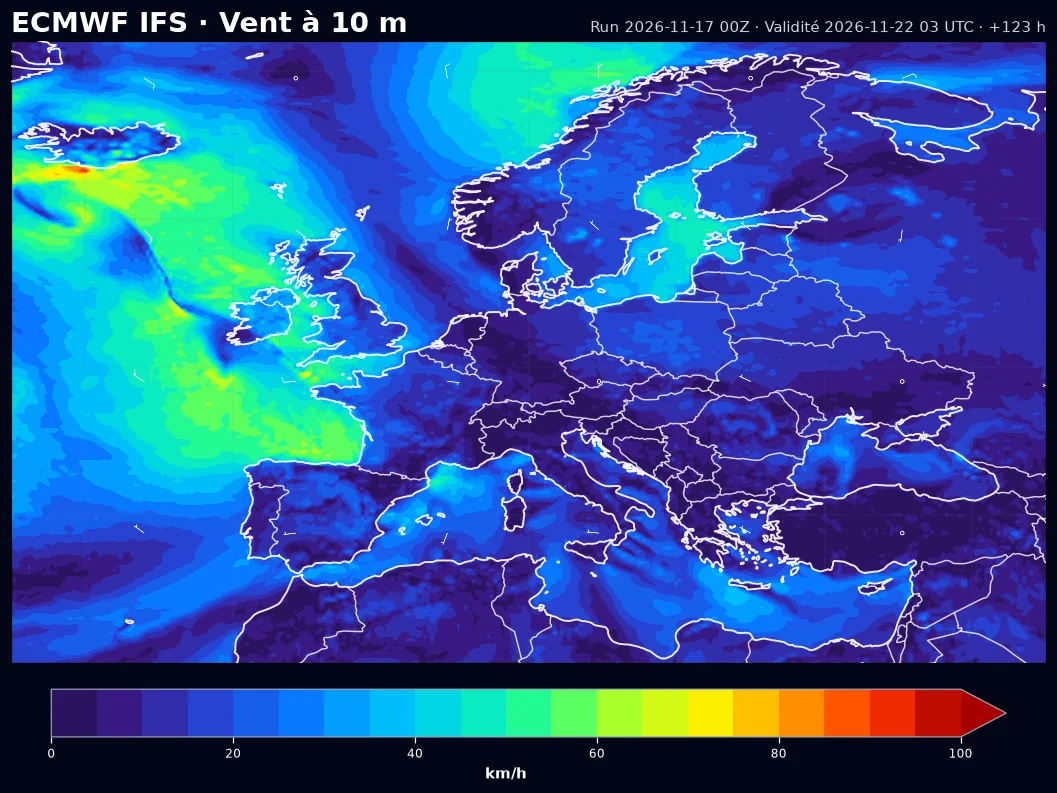 ECMWF IFS · Vent à 10 m
Run 2026-11-17 00Z · Validité 2026-11-22 03 UTC · +123 h
0 20 40 60 80 100
km/h